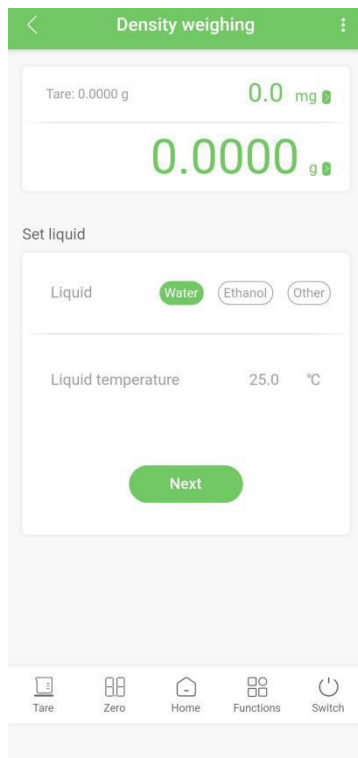 Density weighing
Tare: 0.0000 g 0.0 mg
0.0000 g
Set liquid
Liquid Water Ethanol Other
Liquid temperature 25.0 ℃
Next
Tare Zero Home Functions Switch